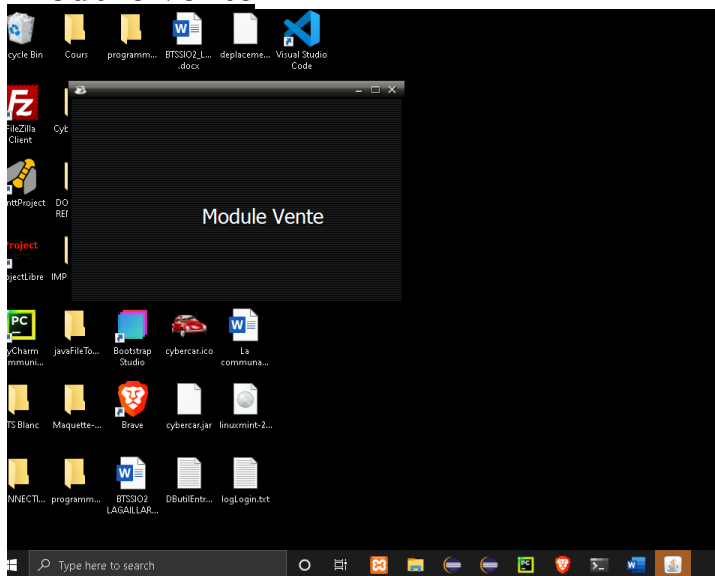 cycle Bin
Cours
programm...
BTSSIO2_L...
.docx
deplaceme...
Visual Studio
Code
FileZilla
Client
Cyb
nttProject
DO
REI
Project
ojectLibre
IMP
Module Vente
PC
yCharm
mmuni...
javaFileTo...
Bootstrap
Studio
cybercar.ico
La
communa...
TS Blanc
Maquette-...
Brave
cybercar.jar
linuxmint-2...
NNECTI...
programm...
BTSSIO2
LAGAILLAR...
DButilEntr...
logLogin.txt
Type here to search